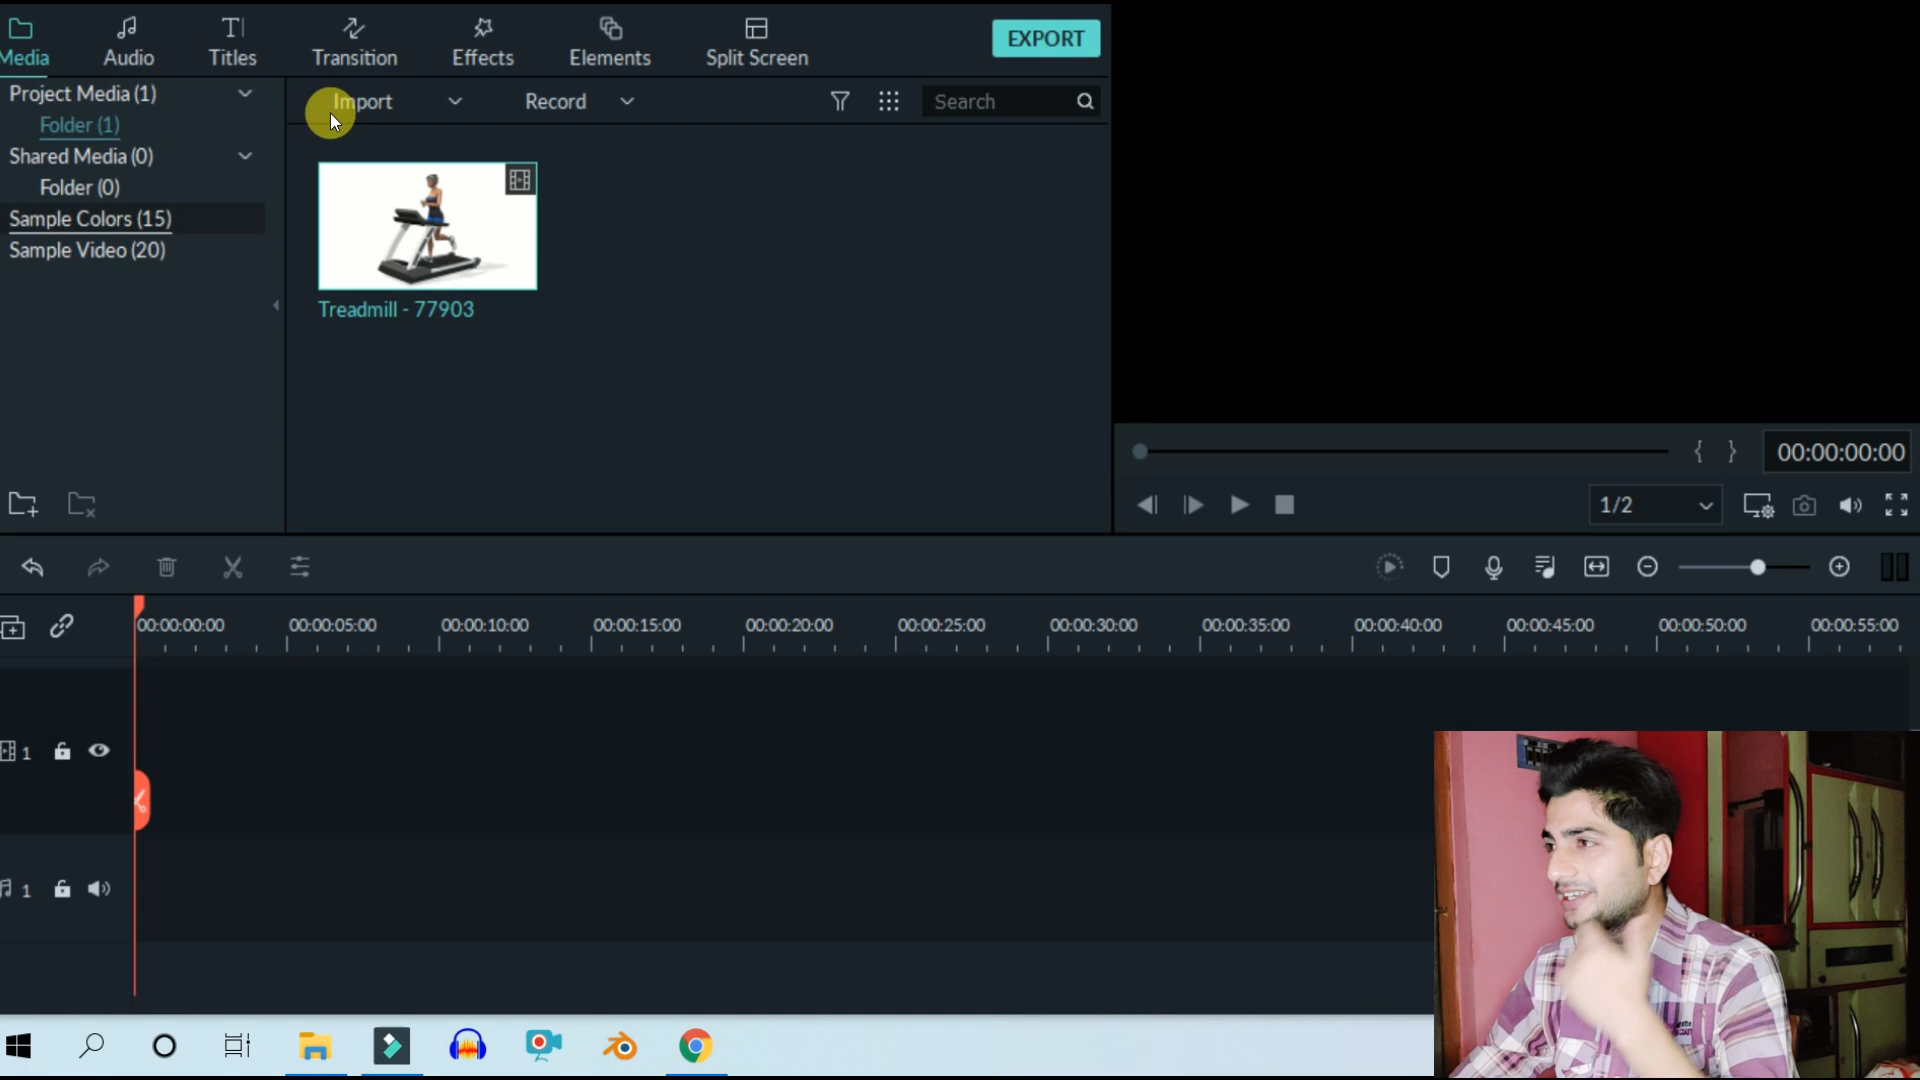 Media
Audio
Titles
Transition
Effects
Elements
Split Screen
EXPORT
Project Media (1)
Folder (1)
Shared Media (0)
Folder (0)
Sample Colors (15)
Sample Video (20)
Import
Record
Search
Treadmill - 77903
00:00:00:00
1/2
00:00:00:00
00:00:05:00
00:00:10:00
00:00:15:00
00:00:20:00
00:00:25:00
00:00:30:00
00:00:35:00
00:00:40:00
00:00:45:00
00:00:50:00
00:00:55:00
1
1